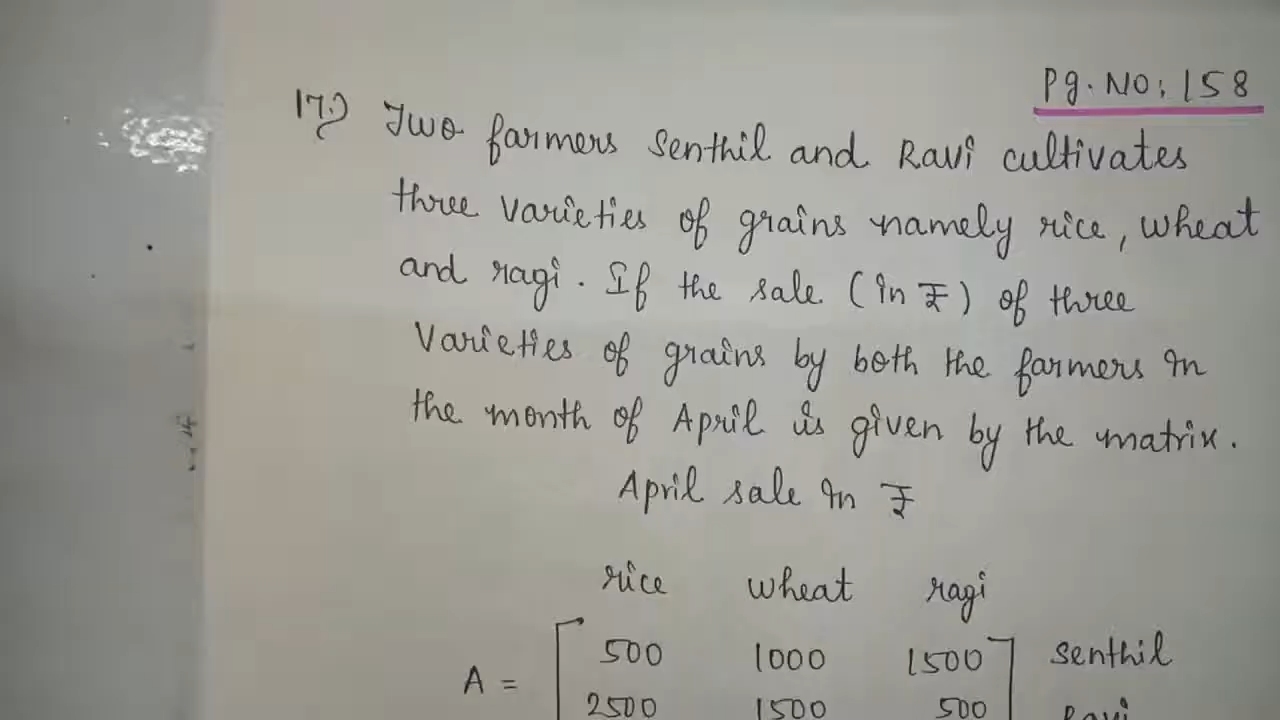 Pg. NO: 158
17.) Two farmers Senthil and Ravi cultivates
three varieties of grains namely rice, wheat
and ragi. If the sale (in ₹) of three
Varieties of grains by both the farmers in
the month of April is given by the matrix.
April sale in ₹
rice wheat ragi
500 1000 1500 Senthil
A =
2500 1500 500 Ravi